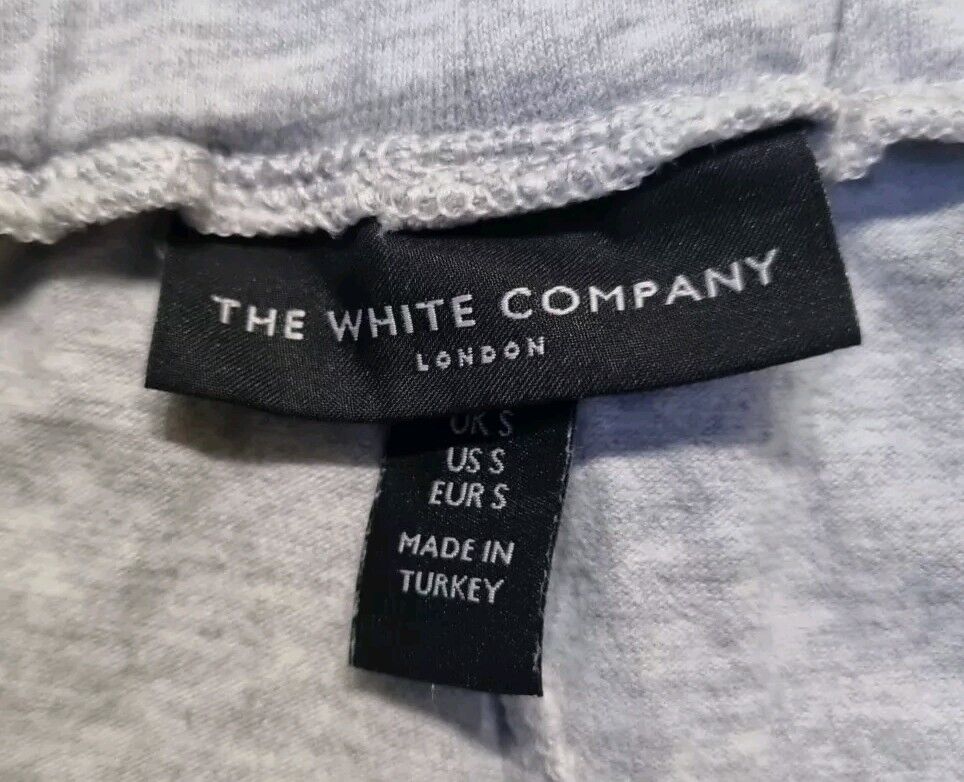 THE WHITE COMPANY
LONDON
UK S
US S
EUR S
MADE IN
TURKEY